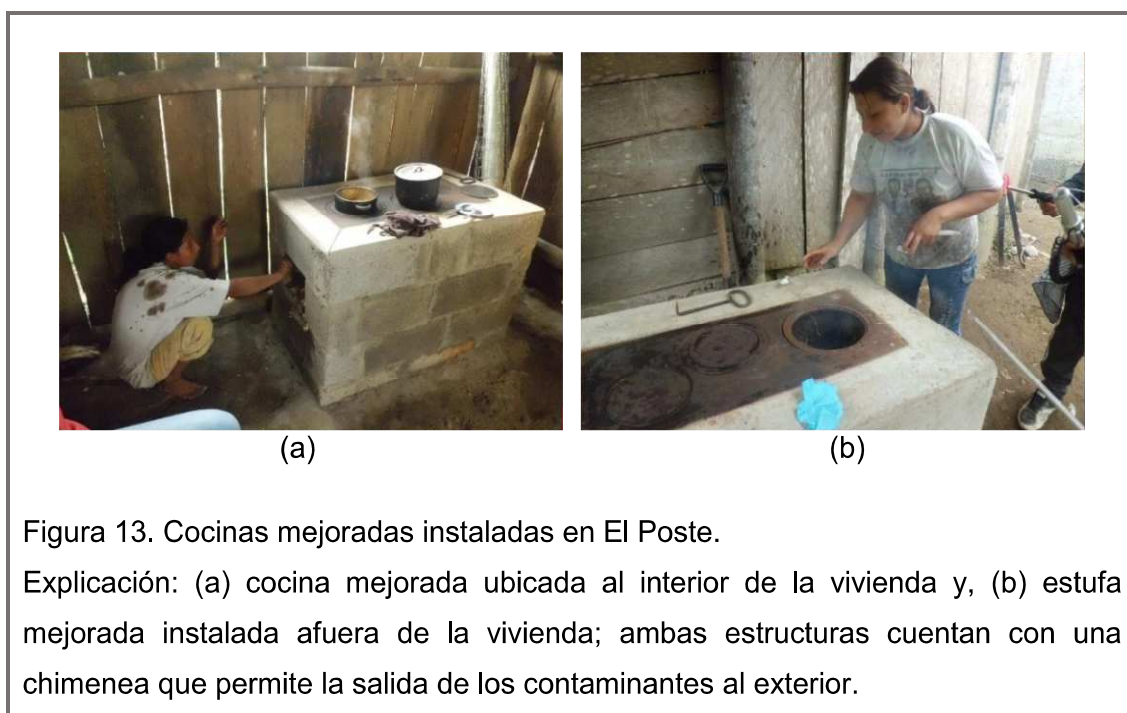 (a)
(b)
Figura 13. Cocinas mejoradas instaladas en El Poste.
Explicación: (a) cocina mejorada ubicada al interior de la vivienda y, (b) estufa
mejorada instalada afuera de la vivienda; ambas estructuras cuentan con una
chimenea que permite la salida de los contaminantes al exterior.